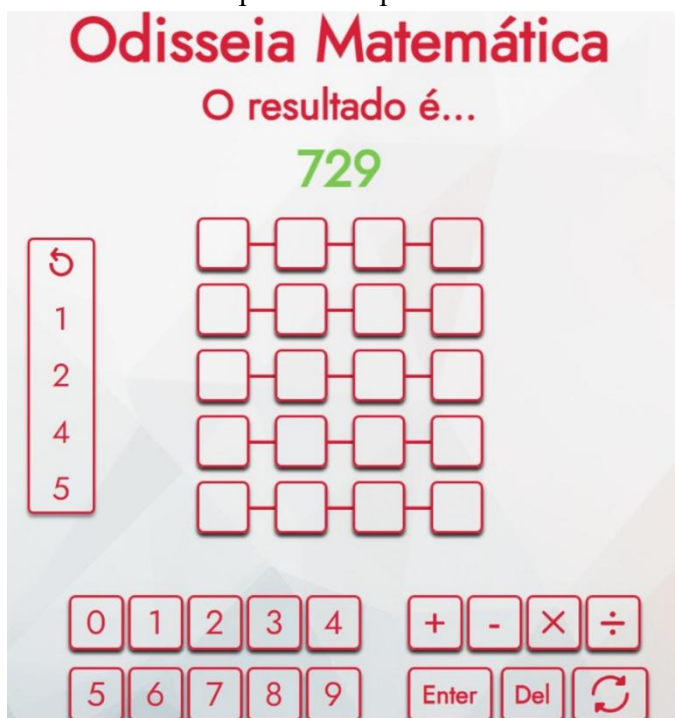 Odisseia Matemática
O resultado é...
729
1
2
4
5
0 1 2 3 4 + - × ÷
5 6 7 8 9 Enter Del